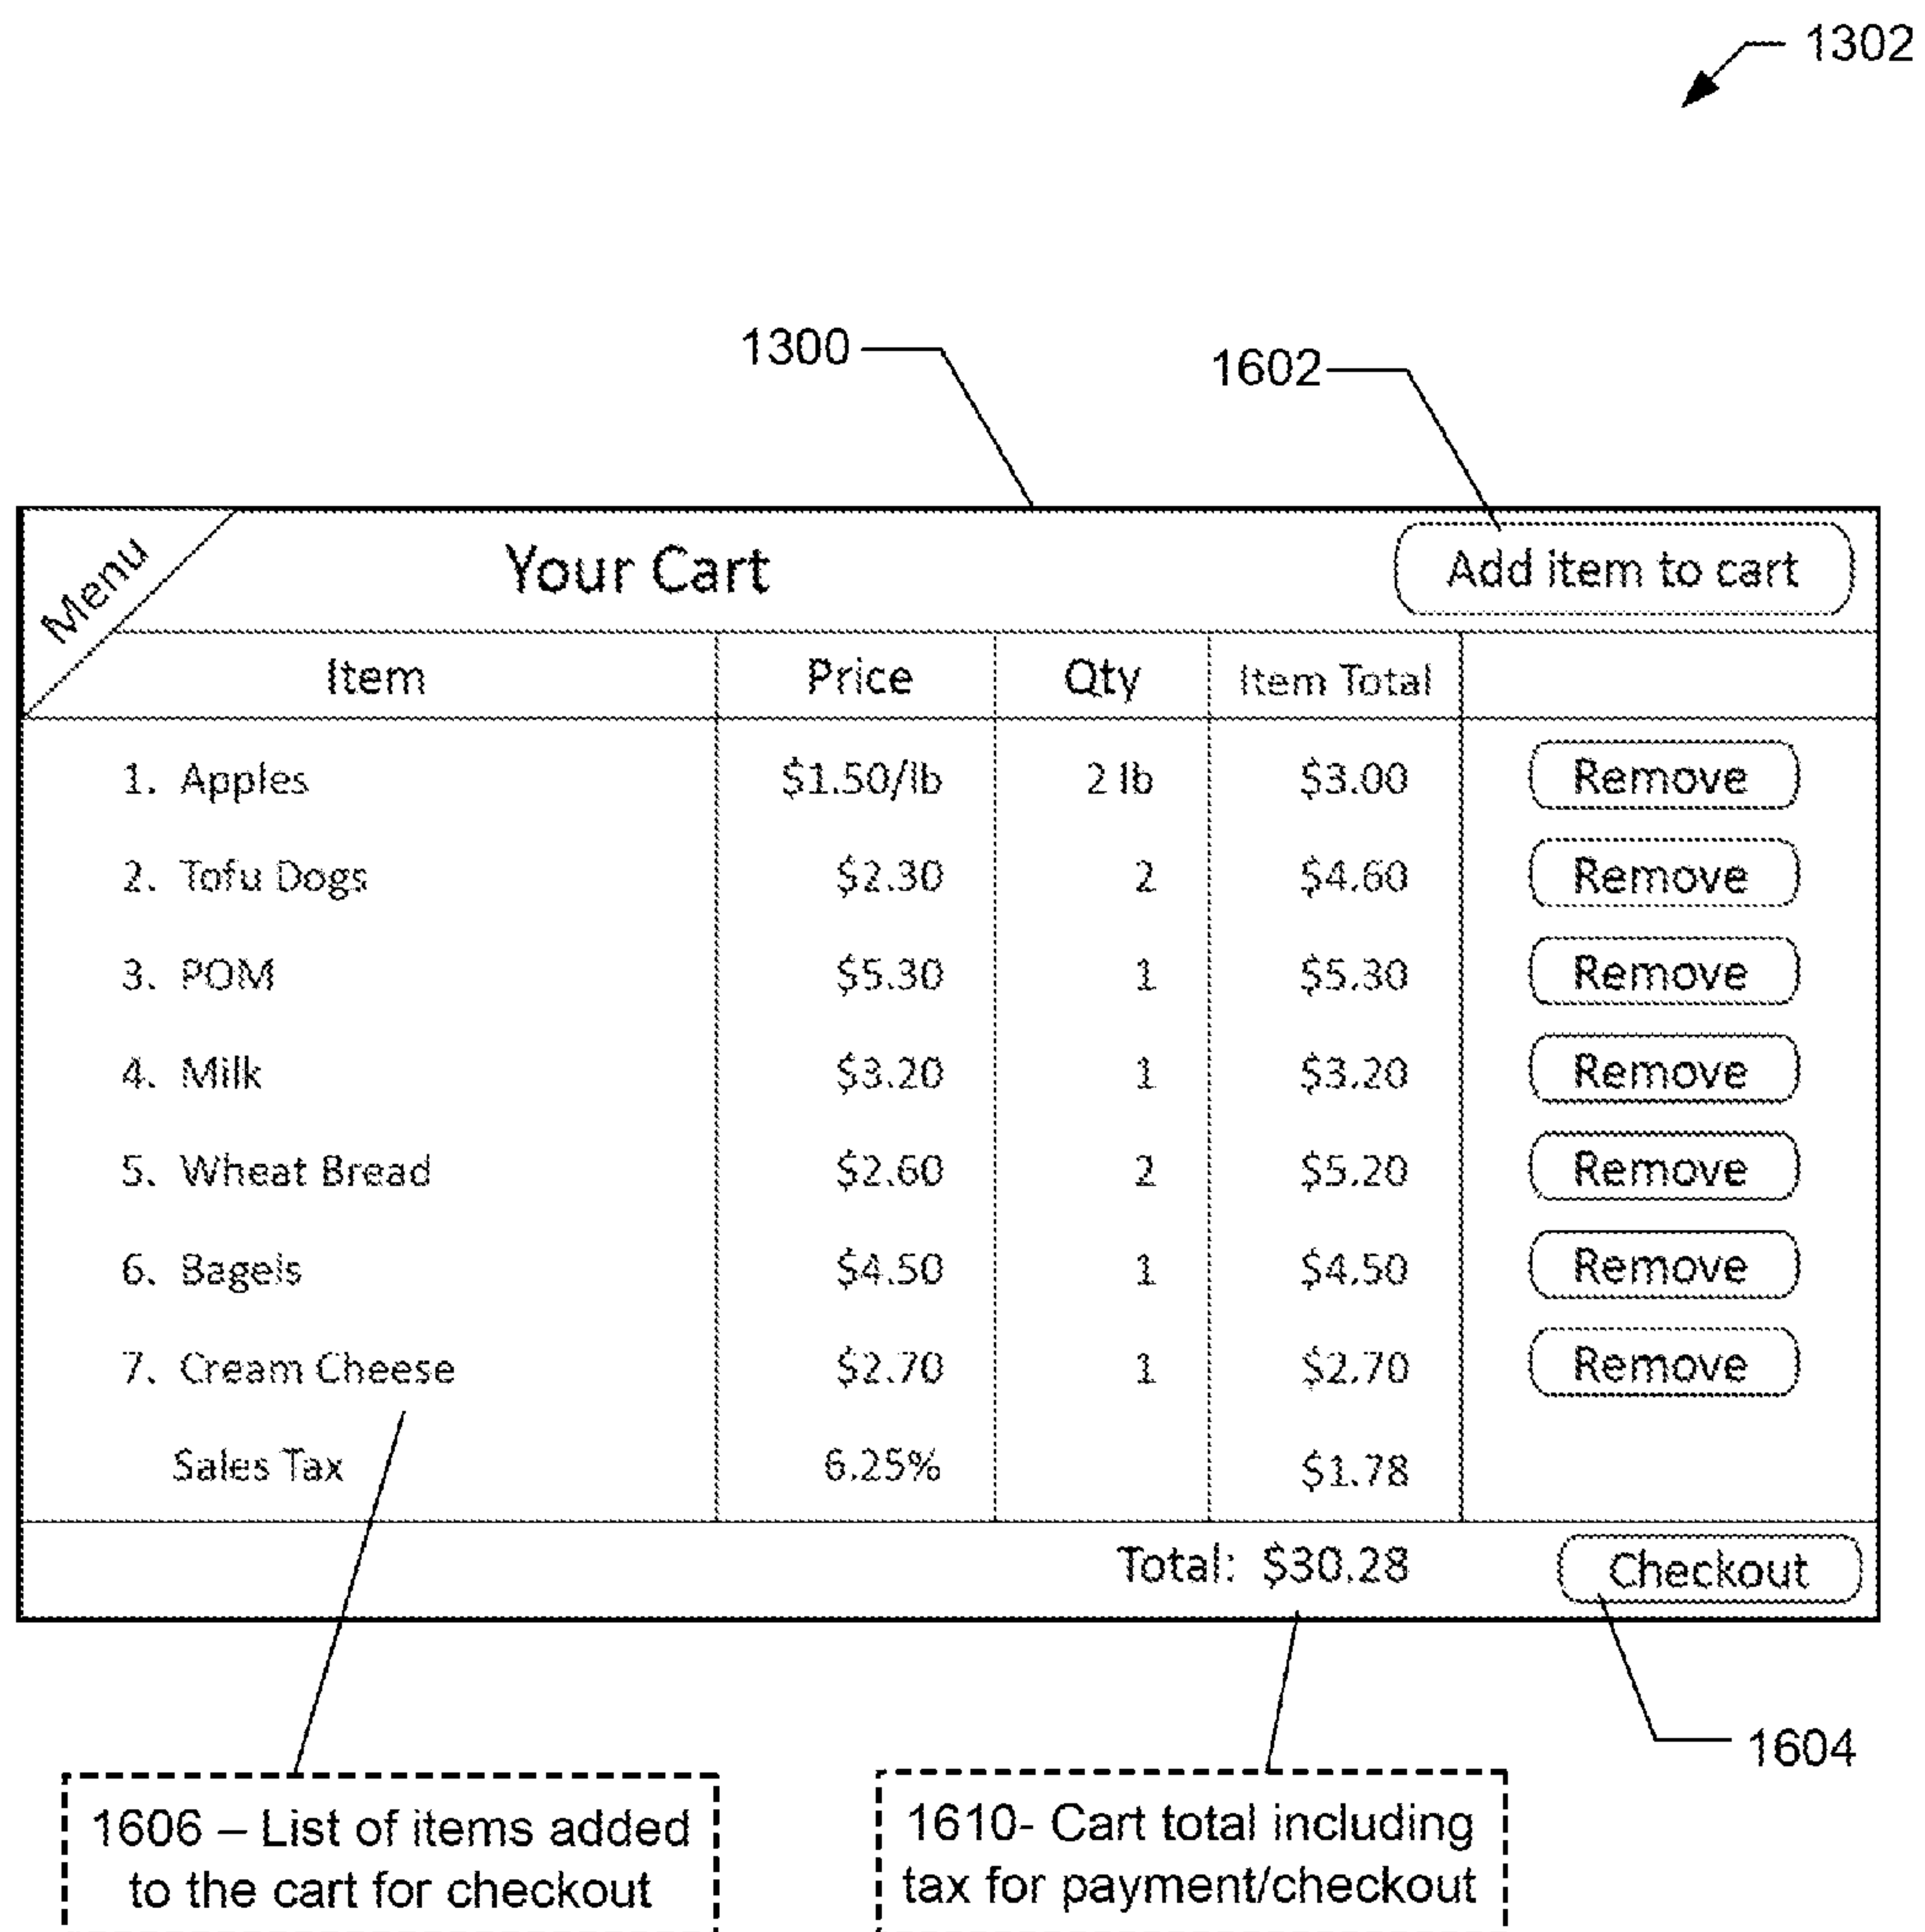 1302
1300
1602
Menu
Your Cart
Add item to cart
Item Price Qty Item Total
1. Apples $1.50/lb 2 lb $3.00 Remove
2. Tofu Dogs $2.30 2 $4.60 Remove
3. POM $5.30 1 $5.30 Remove
4. Milk $3.20 1 $3.20 Remove
5. Wheat Bread $2.60 2 $5.20 Remove
6. Bagels $4.50 1 $4.50 Remove
7. Cream Cheese $2.70 1 $2.70 Remove
Sales Tax 6.25% $1.78
Total: $30.28 Checkout
1604
1606 – List of items added
to the cart for checkout
1610- Cart total including
tax for payment/checkout